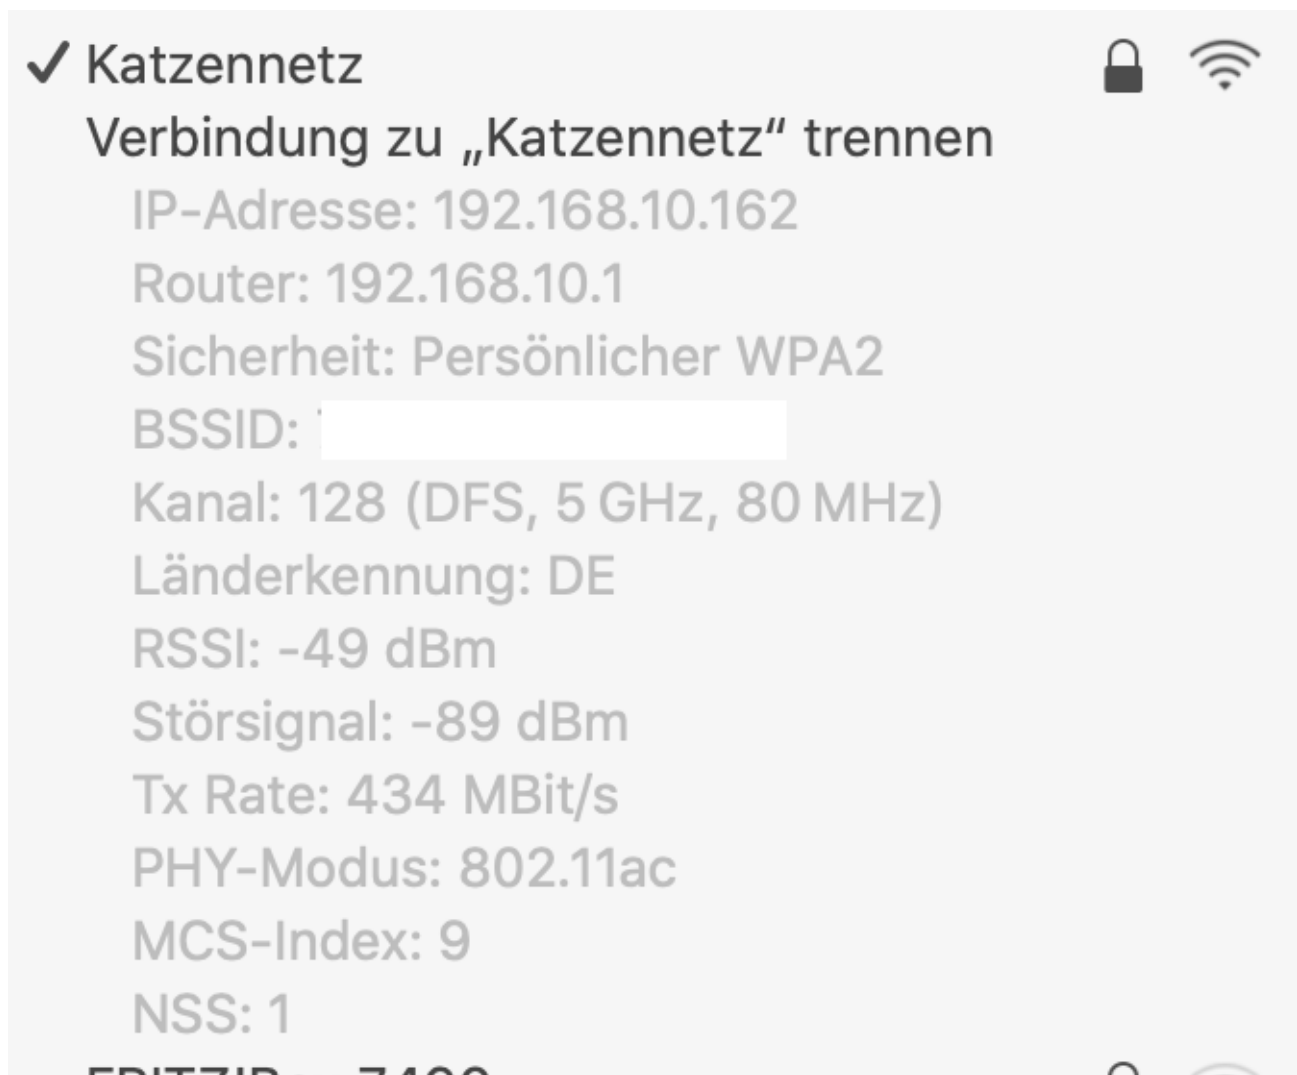 Katzennetz
Verbindung zu „Katzennetz“ trennen
IP-Adresse: 192.168.10.162
Router: 192.168.10.1
Sicherheit: Persönlicher WPA2
BSSID:
Kanal: 128 (DFS, 5 GHz, 80 MHz)
Länderkennung: DE
RSSI: -49 dBm
Störsignal: -89 dBm
Tx Rate: 434 MBit/s
PHY-Modus: 802.11ac
MCS-Index: 9
NSS: 1